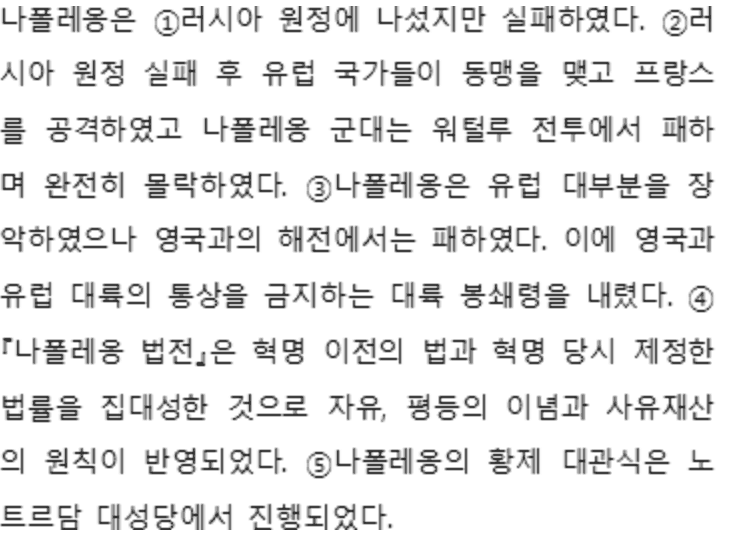 나폴레옹은 ①러시아 원정에 나섰지만 실패하였다. ②러
시아 원정 실패 후 유럽 국가들이 동맹을 맺고 프랑스
를 공격하였고 나폴레옹 군대는 워털루 전투에서 패하
며 완전히 몰락하였다. ③나폴레옹은 유럽 대부분을 장
악하였으나 영국과의 해전에서는 패하였다. 이에 영국과
유럽 대륙의 통상을 금지하는 대륙 봉쇄령을 내렸다. ④
『나폴레옹 법전』은 혁명 이전의 법과 혁명 당시 제정한
법률을 집대성한 것으로 자유, 평등의 이념과 사유재산
의 원칙이 반영되었다. ⑤나폴레옹의 황제 대관식은 노
트르담 대성당에서 진행되었다.